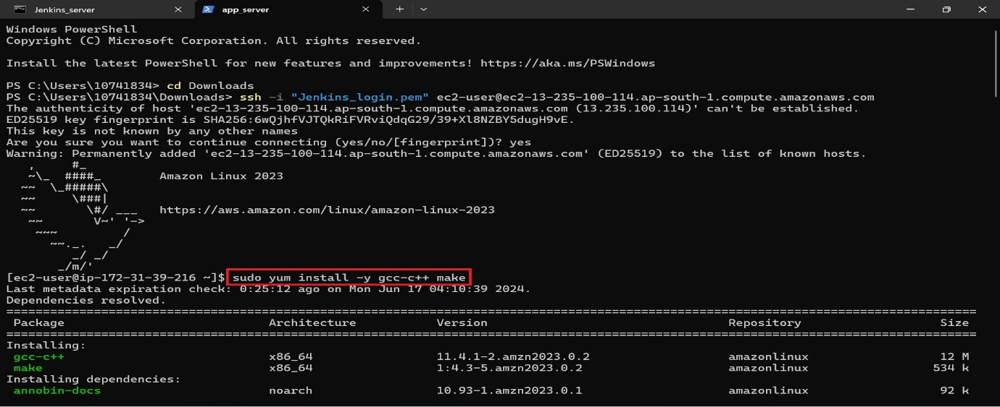 Jenkins_server
app_server
Windows PowerShell
Copyright (C) Microsoft Corporation. All rights reserved.
Install the latest PowerShell for new features and improvements! https://aka.ms/PSWindows
PS C:\Users\10741834> cd Downloads
PS C:\Users\10741834\Downloads> ssh -i "Jenkins_login.pem" ec2-user@ec2-13-235-100-114.ap-south-1.compute.amazonaws.com
The authenticity of host 'ec2-13-235-100-114.ap-south-1.compute.amazonaws.com (13.235.100.114)' can't be established.
ED25519 key fingerprint is SHA256:6wQjhfVJTQkRiFVRviQdqG29/39+Xl8NZBY5dugH9vE.
This key is not known by any other names
Are you sure you want to continue connecting (yes/no/[fingerprint])? yes
Warning: Permanently added 'ec2-13-235-100-114.ap-south-1.compute.amazonaws.com' (ED25519) to the list of known hosts.
   ,     #_
   ~\_  ####_        Amazon Linux 2023
  ~~  \_#####\
  ~~     \###|
  ~~       \#/ ___   https://aws.amazon.com/linux/amazon-linux-2023
   ~~       V~' '->
    ~~~         /
      ~~._.   _/
         _/ _/
       _/m/'
[ec2-user@ip-172-31-39-216 ~]$ sudo yum install -y gcc-c++ make
Last metadata expiration check: 0:25:12 ago on Mon Jun 17 04:10:39 2024.
Dependencies resolved.
Package Architecture Version Repository Size
Installing:
gcc-c++ x86_64 11.4.1-2.amzn2023.0.2 amazonlinux 12 M
make x86_64 1:4.3-5.amzn2023.0.2 amazonlinux 534 k
Installing dependencies:
annobin-docs noarch 10.93-1.amzn2023.0.1 amazonlinux 92 k